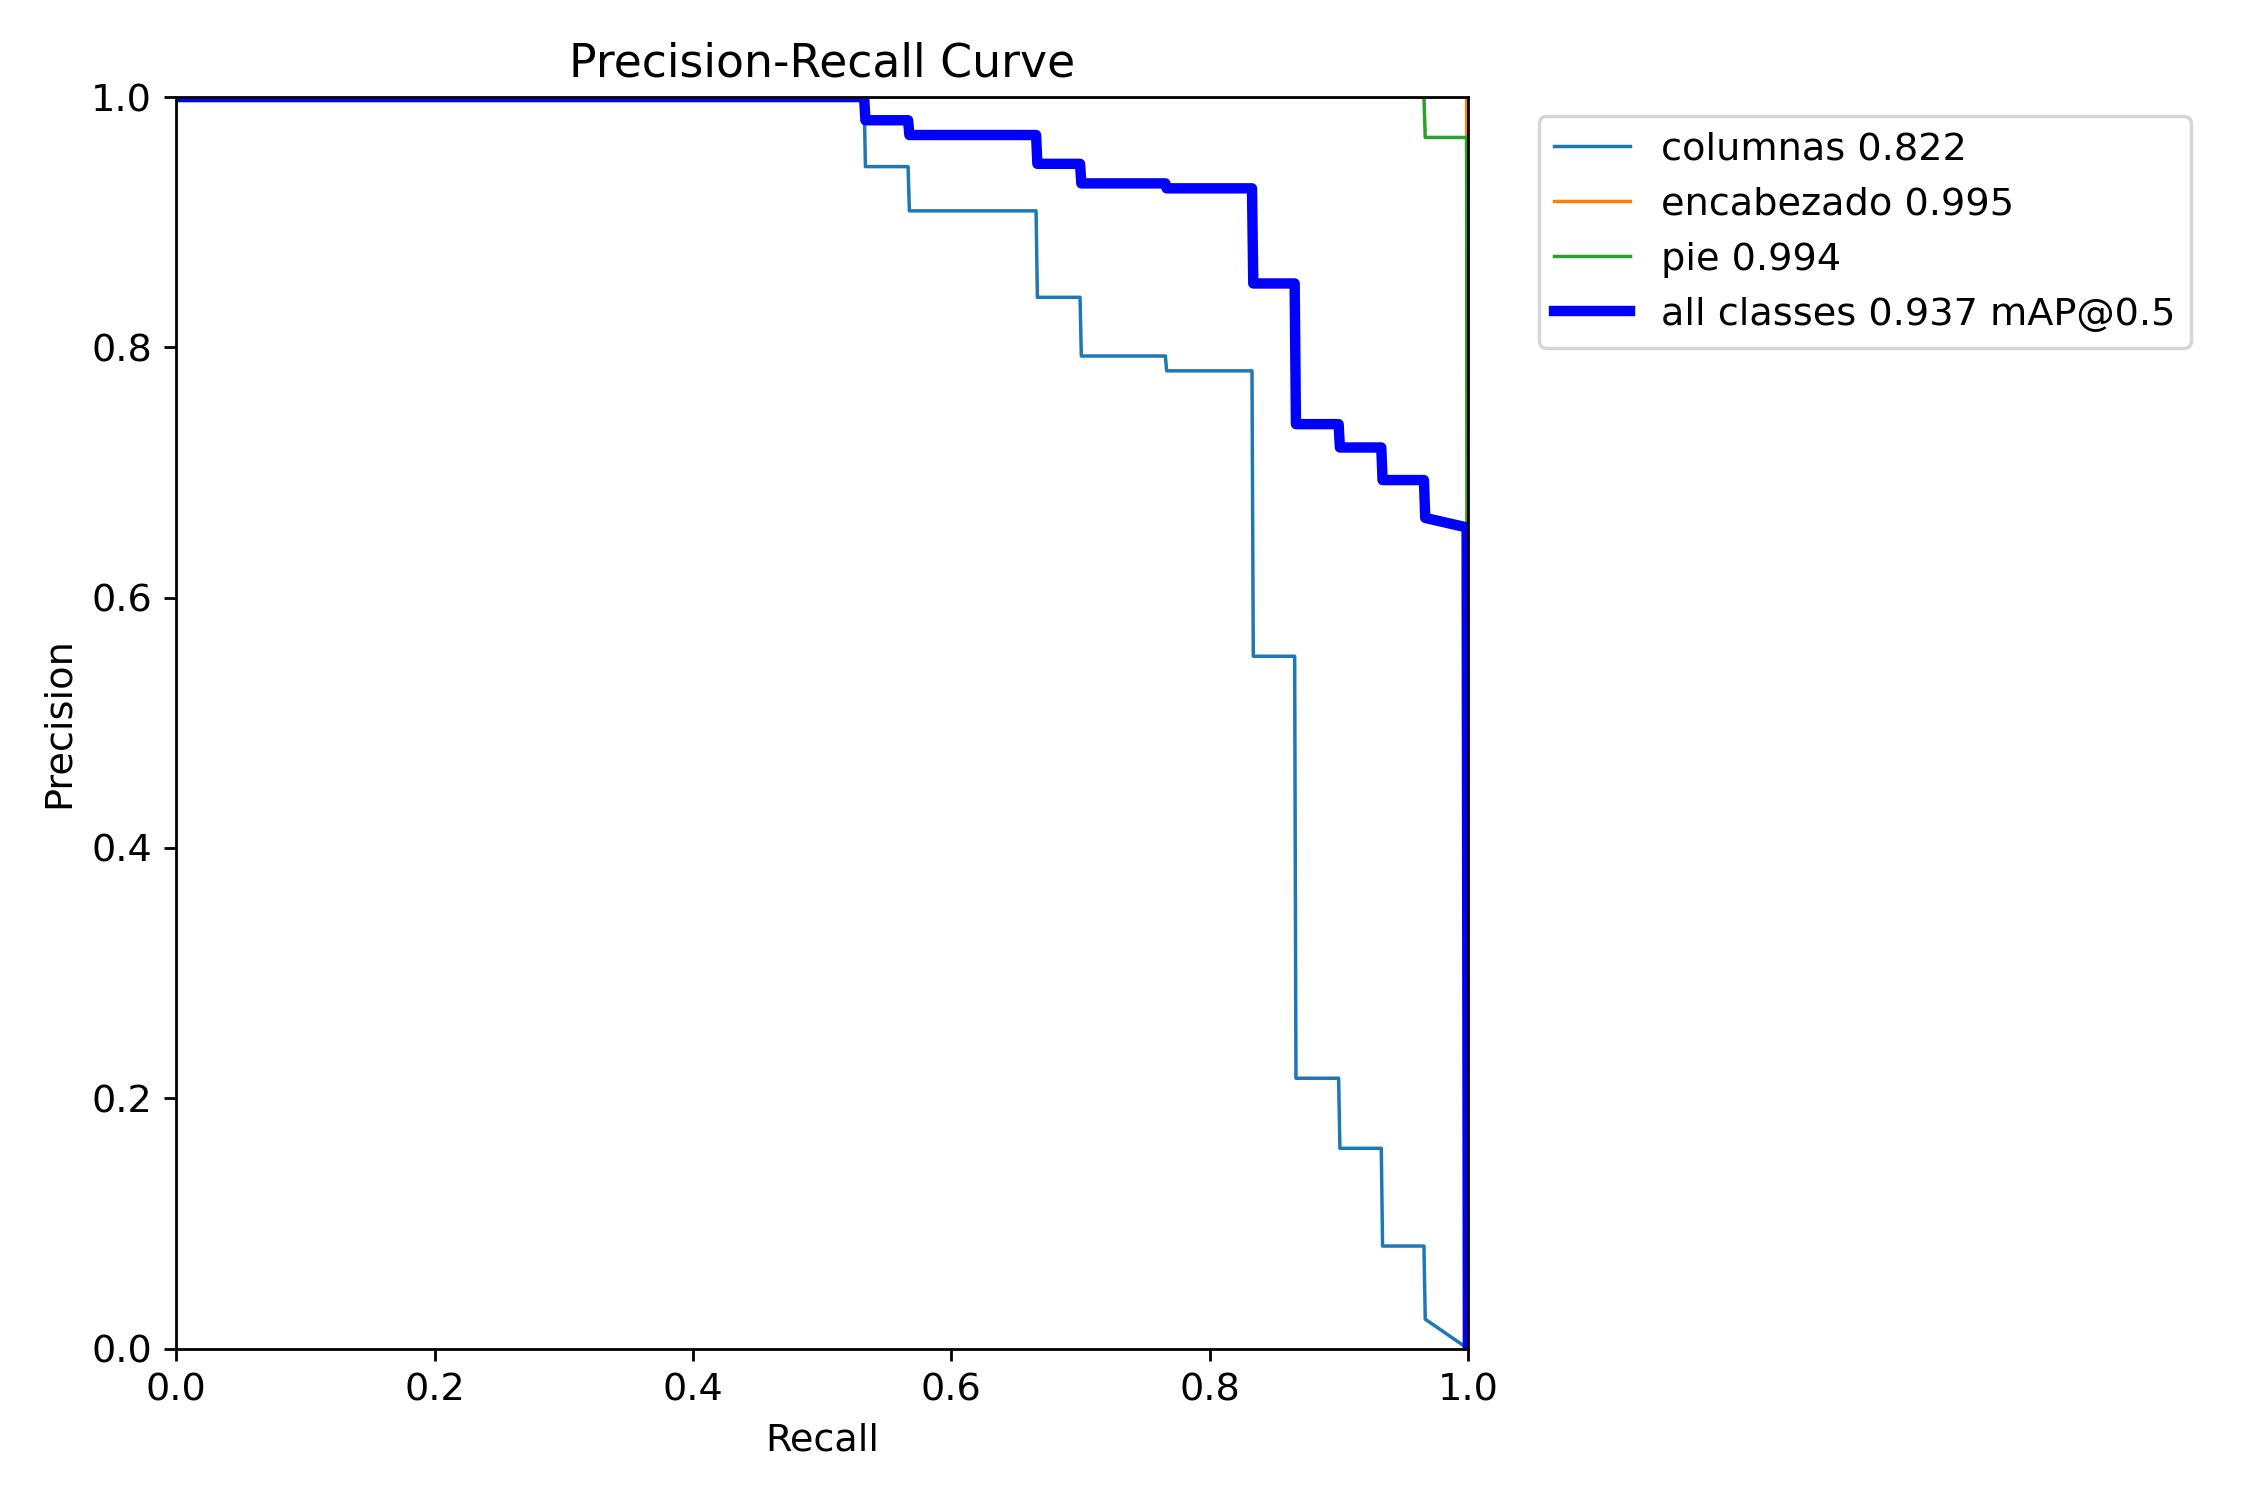 Precision-Recall Curve
columnas 0.822
encabezado 0.995
pie 0.994
all classes 0.937 mAP@0.5
Precision
1.0
0.8
0.6
0.4
0.2
0.0
0.0 0.2 0.4 0.6 0.8 1.0
Recall